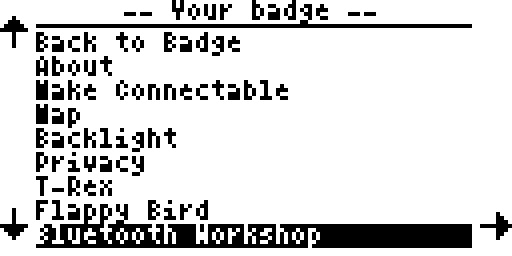 -- Your badge --
Back to Badge
About
Make Connectable
Map
Backlight
Privacy
T-Rex
Flappy Bird
Bluetooth Workshop